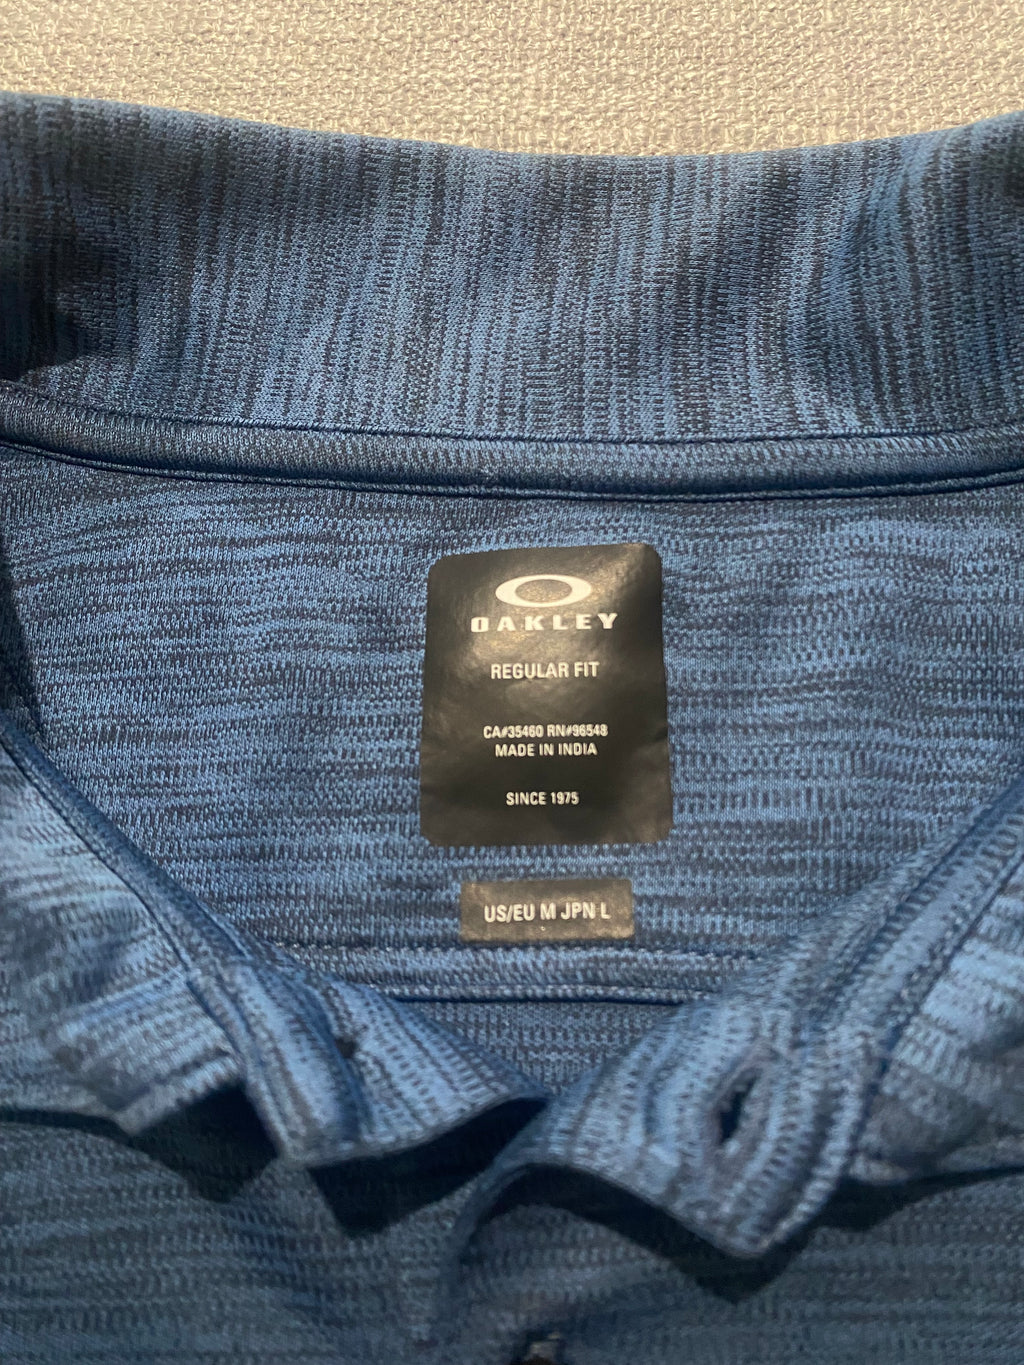 OAKLEY
REGULAR FIT
CA#35460 RN#96548
MADE IN INDIA
SINCE 1975
US/EU M JPN L